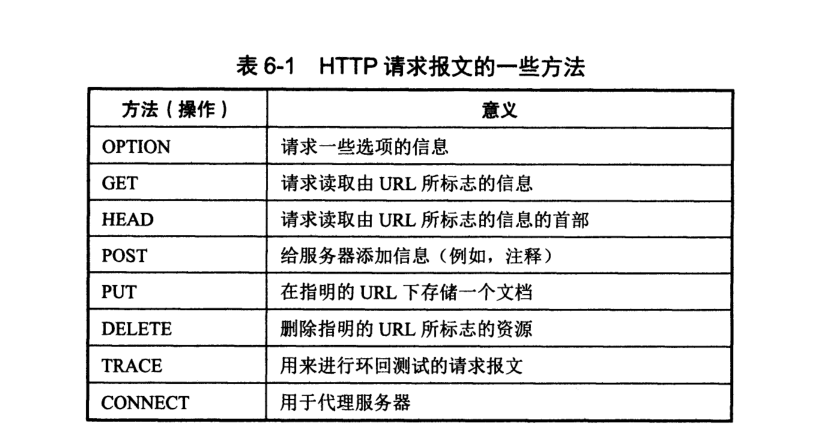 表 6-1 HTTP 请求报文的一些方法
方法（操作） 意义
OPTION 请求一些选项的信息
GET 请求读取由 URL 所标志的信息
HEAD 请求读取由 URL 所标志的信息的首部
POST 给服务器添加信息（例如，注释）
PUT 在指明的 URL 下存储一个文档
DELETE 删除指明的 URL 所标志的资源
TRACE 用来进行环回测试的请求报文
CONNECT 用于代理服务器